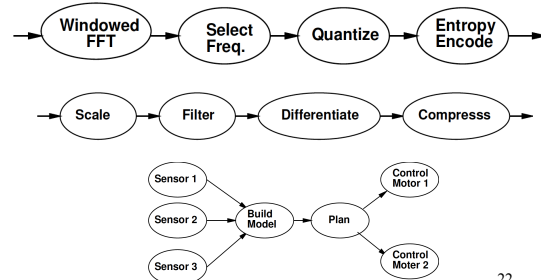 Windowed
FFT
Select
Freq.
Quantize
Entropy
Encode
Scale
Filter
Differentiate
Compresss
Sensor 1
Sensor 2
Sensor 3
Build
Model
Plan
Control
Motor 1
Control
Moter 2
22